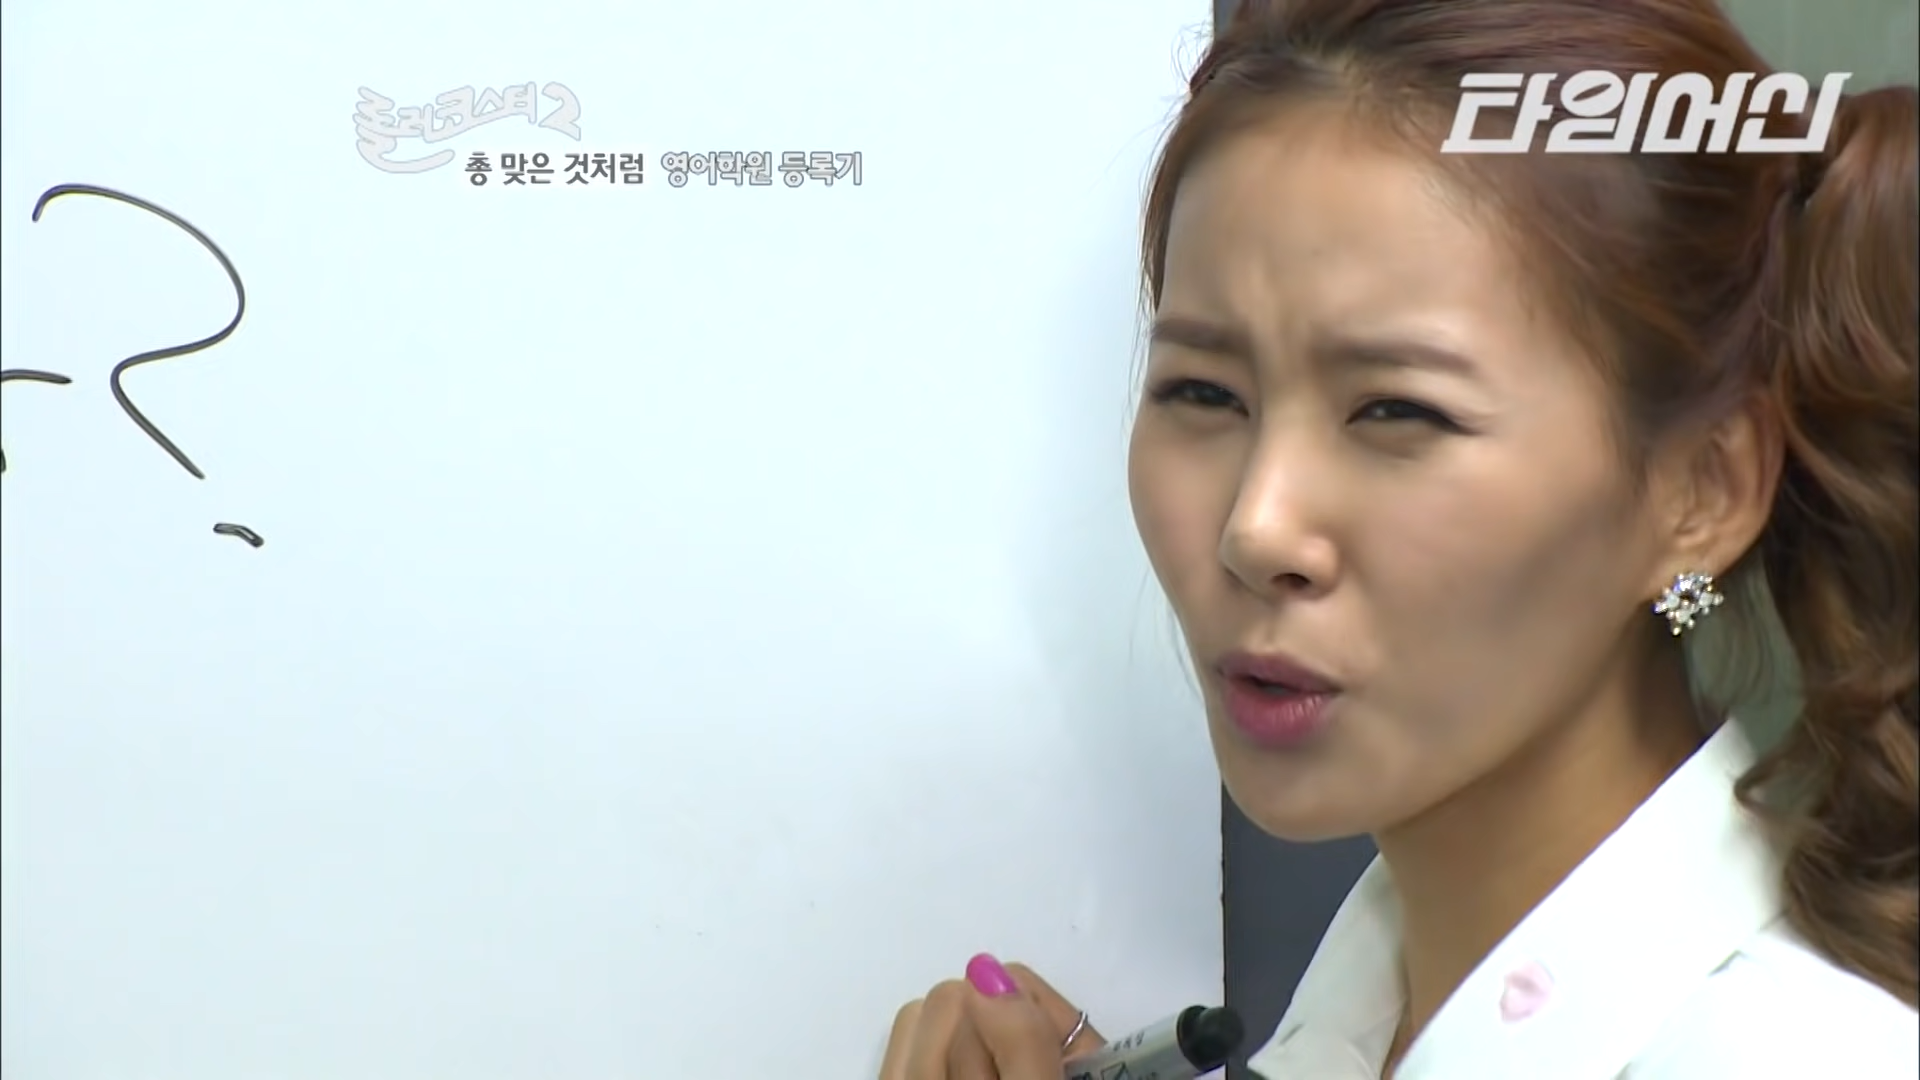 롤러코스터2
타임머신
총 맞은 것처럼 영어학원 등록기
?